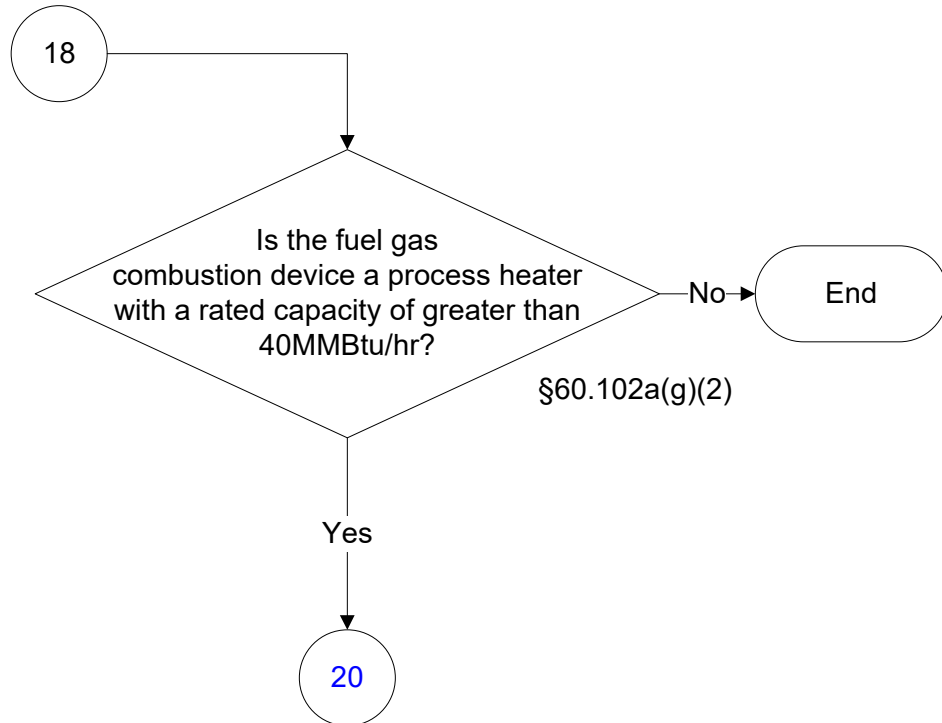 18
Is the fuel gas
combustion device a process heater
with a rated capacity of greater than
40MMBtu/hr?
No
End
§60.102a(g)(2)
Yes
20